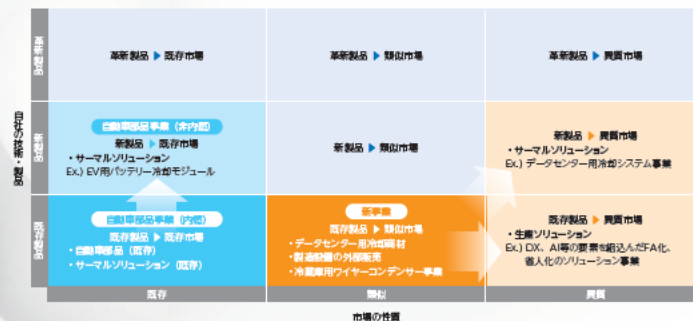 革新製品
革新製品 ▶ 既存市場
革新製品 ▶ 類似市場
革新製品 ▶ 異質市場
自社の技術・製品
新製品
自動車部品事業（非内燃）
新製品 ▶ 既存市場
・サーマルソリューション
Ex.）EV用バッテリー冷却モジュール
新製品 ▶ 類似市場
新製品 ▶ 異質市場
・サーマルソリューション
Ex.）データセンター用冷却システム事業
既存製品
自動車部品事業（内燃）
既存製品 ▶ 既存市場
・自動車部品（既存）
・サーマルソリューション（既存）
新事業
既存製品 ▶ 類似市場
・データセンター用冷却商材
・製造設備の外部販売
・冷蔵庫用ワイヤーコンデンサー事業
既存製品 ▶ 異質市場
・生産ソリューション
Ex.）DX、AI等の要素を組込んだFA化、
省人化のソリューション事業
既存
類似
異質
市場の性質